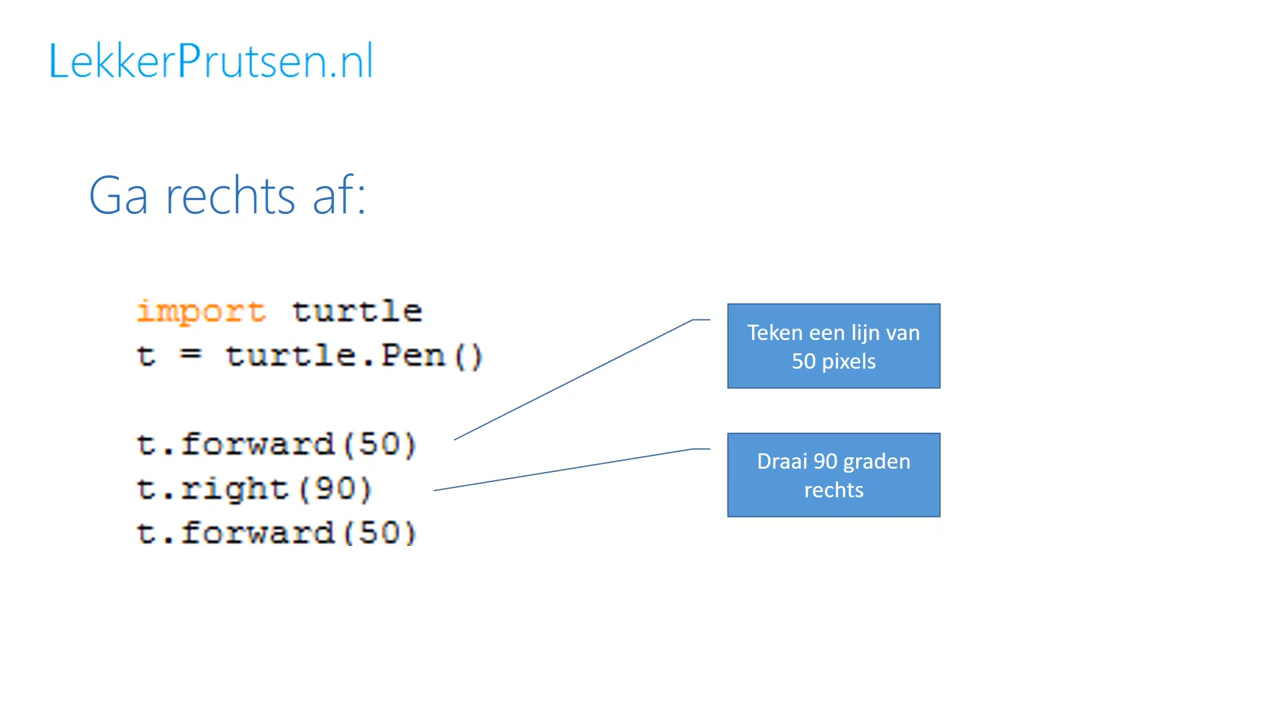 LekkerPrutsen.nl
Ga rechts af:
import turtle
t = turtle.Pen()
t.forward(50)
t.right(90)
t.forward(50)
Teken een lijn van
50 pixels
Draai 90 graden
rechts